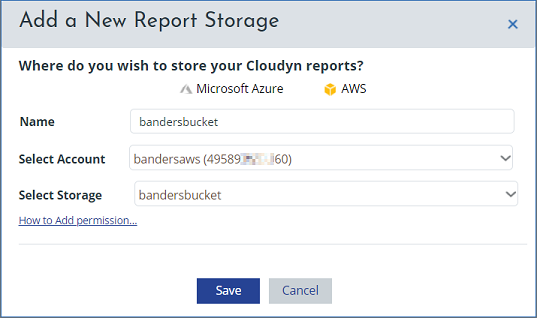 Add a New Report Storage ×
Where do you wish to store your Cloudyn reports?
Microsoft Azure AWS
Name bandersbucket
Select Account bandersaws (49589 60)
Select Storage bandersbucket
How to Add permission...
Save Cancel